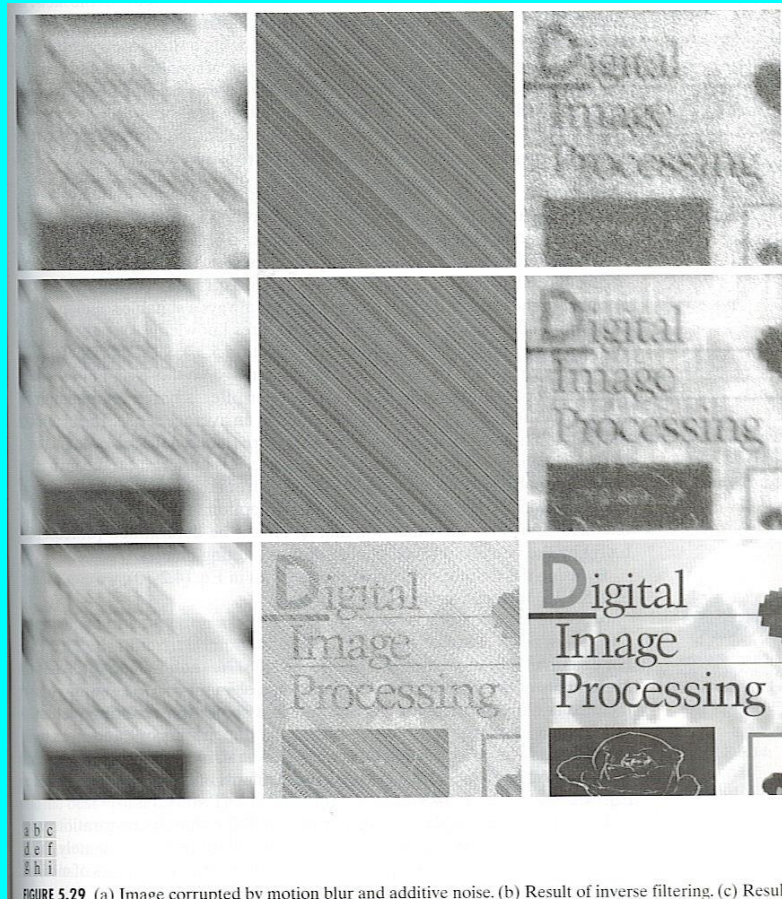 Digital
Image
Processing
Digital
Image
Processing
Digital
Image
Processing
Digital
Image
Processing
a b c
d e f
g h i
FIGURE 5.29 (a) Image corrupted by motion blur and additive noise. (b) Result of inverse filtering. (c) Resul